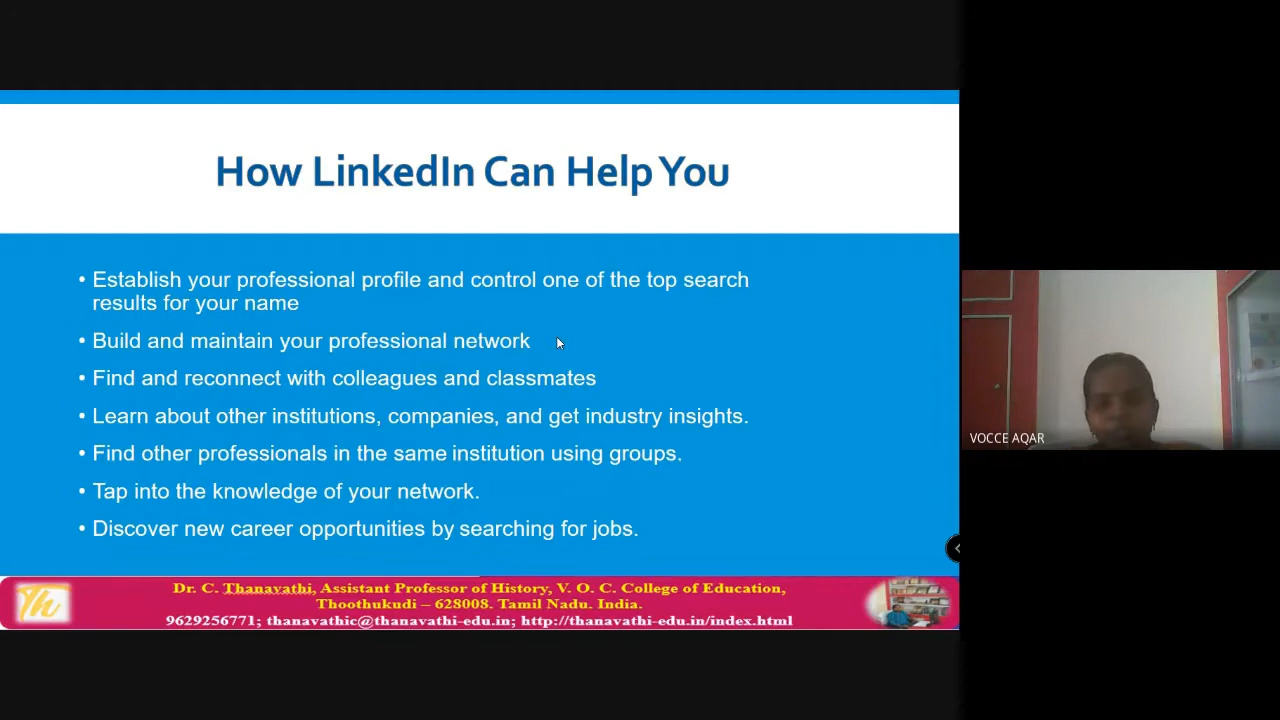 How LinkedIn Can Help You
• Establish your professional profile and control one of the top search
results for your name
• Build and maintain your professional network
• Find and reconnect with colleagues and classmates
• Learn about other institutions, companies, and get industry insights.
• Find other professionals in the same institution using groups.
• Tap into the knowledge of your network.
• Discover new career opportunities by searching for jobs.
VOCCE AQAR
Th
Dr. C. Thanavathi, Assistant Professor of History, V. O. C. College of Education,
Thoothukudi – 628008. Tamil Nadu. India.
9629256771; thanavathic@thanavathi-edu.in; http://thanavathi-edu.in/index.html